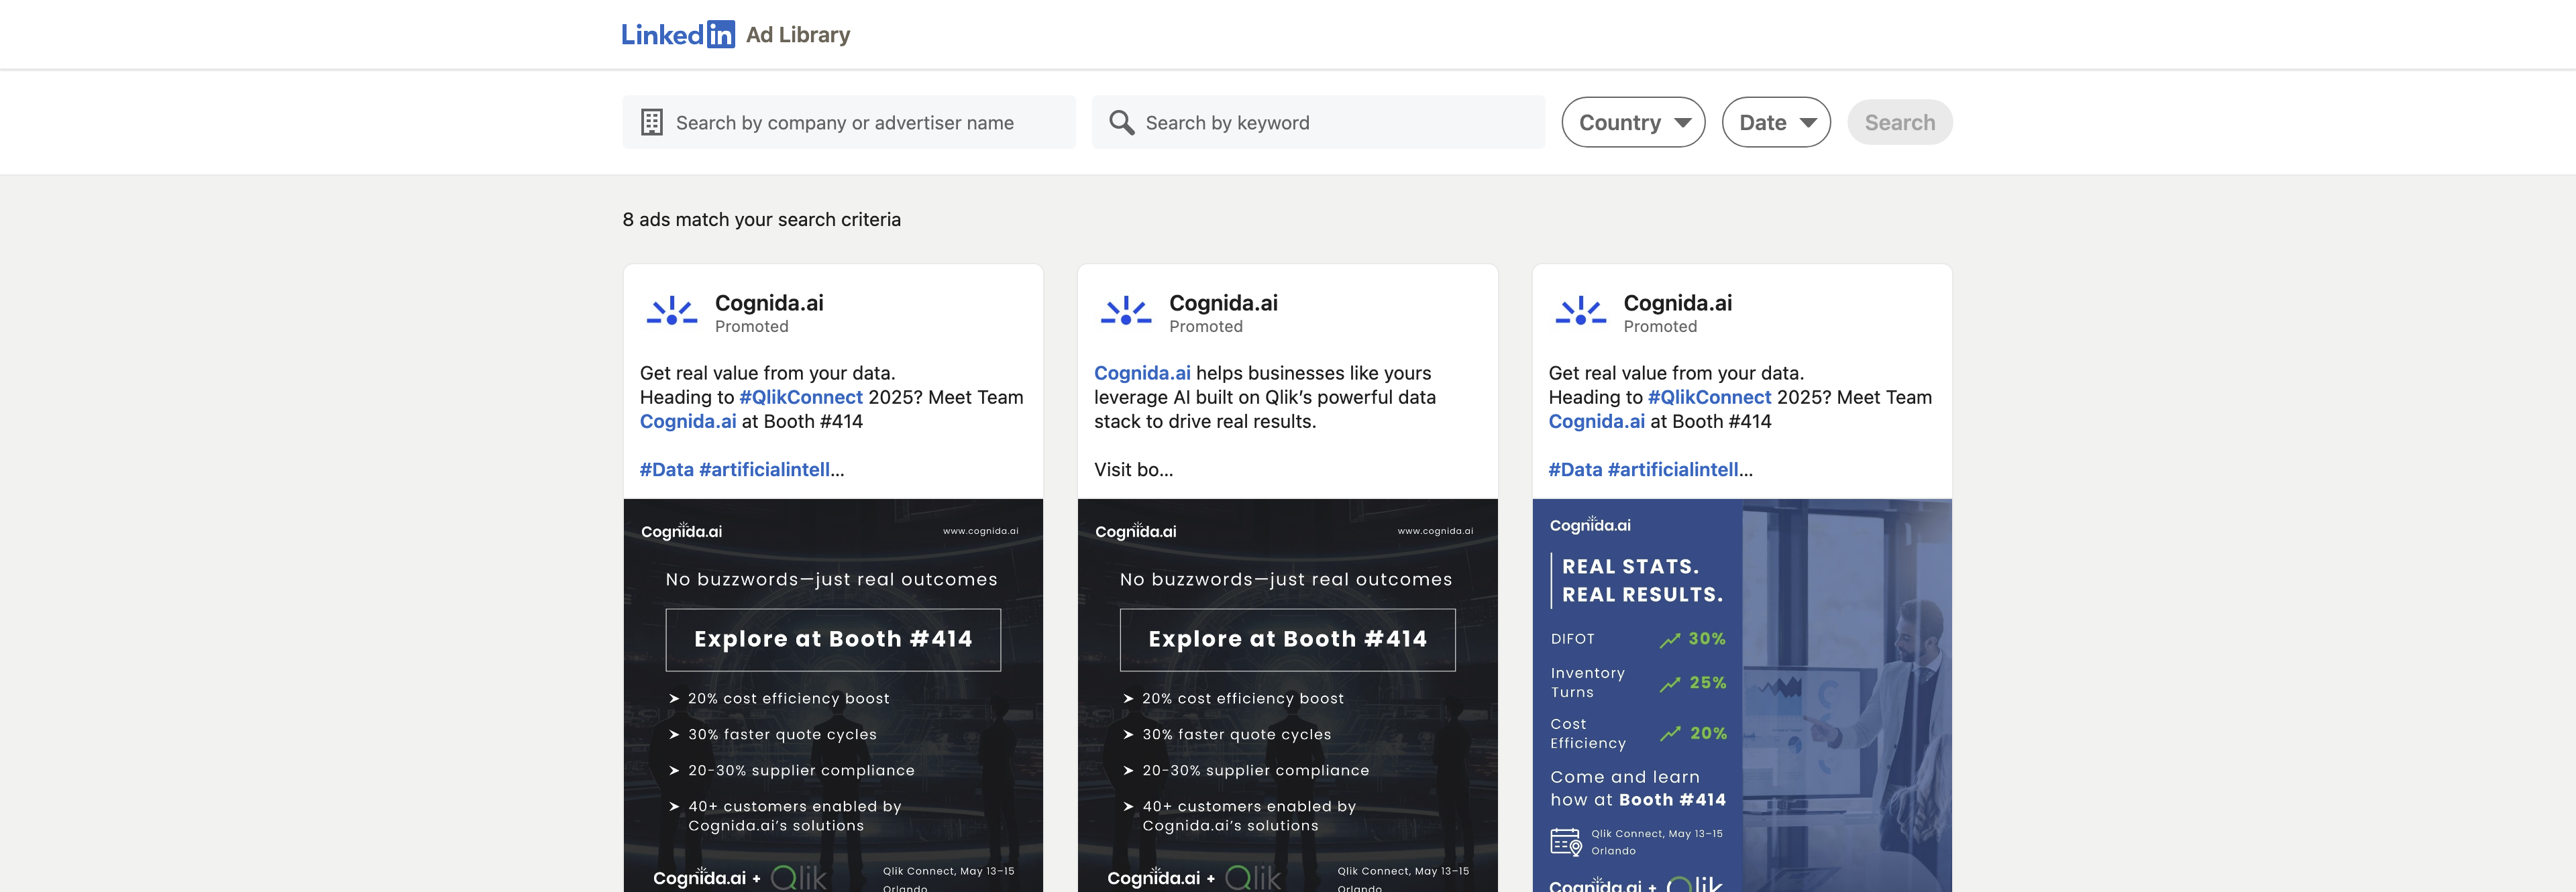 Linkedin Ad Library
Search by company or advertiser name
Search by keyword
Country
Date
Search
8 ads match your search criteria
Cognida.ai
Promoted
Get real value from your data.
Heading to #QlikConnect 2025? Meet Team
Cognida.ai at Booth #414
#Data #artificialintell...
Cognida.ai
www.cognida.ai
No buzzwords—just real outcomes
Explore at Booth #414
➤ 20% cost efficiency boost
➤ 30% faster quote cycles
➤ 20-30% supplier compliance
➤ 40+ customers enabled by
Cognida.ai's solutions
Cognida.ai + Qlik
Qlik Connect, May 13–15
Orlando
Cognida.ai
Promoted
Cognida.ai helps businesses like yours
leverage AI built on Qlik’s powerful data
stack to drive real results.
Visit bo...
Cognida.ai
www.cognida.ai
No buzzwords—just real outcomes
Explore at Booth #414
➤ 20% cost efficiency boost
➤ 30% faster quote cycles
➤ 20-30% supplier compliance
➤ 40+ customers enabled by
Cognida.ai's solutions
Cognida.ai + Qlik
Qlik Connect, May 13–15
Orlando
Cognida.ai
Promoted
Get real value from your data.
Heading to #QlikConnect 2025? Meet Team
Cognida.ai at Booth #414
#Data #artificialintell...
Cognida.ai
REAL STATS.
REAL RESULTS.
DIFOT 30%
Inventory
Turns 25%
Cost
Efficiency 20%
Come and learn
how at Booth #414
Qlik Connect, May 13–15
Orlando
Cognida.ai + Qlik